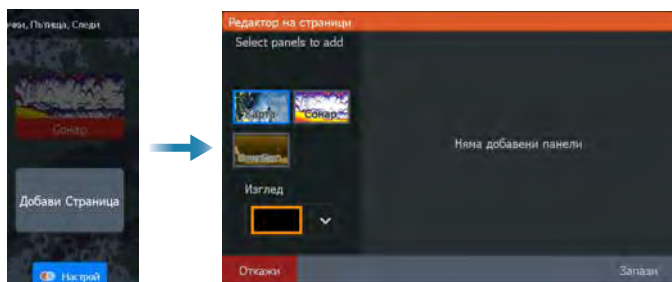 Пътища, Следи
Сонар
Добави Страница
Настрой
Редактор на страници
Select panels to add
Карта
Сонар
Изглед
Няма добавени панели
Откажи
Запази